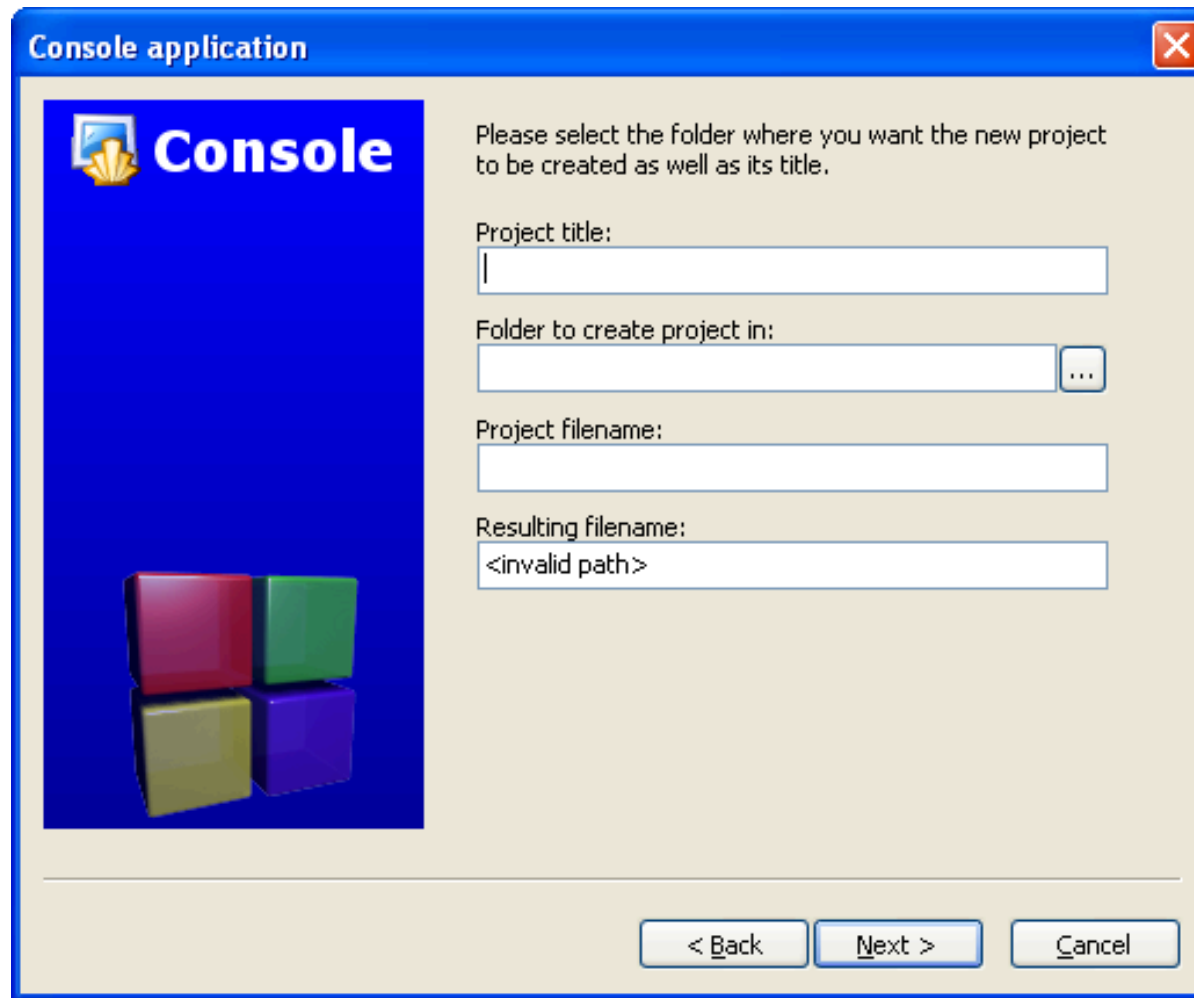 Console application
Console
Please select the folder where you want the new project
to be created as well as its title.
Project title:
Folder to create project in:
...
Project filename:
Resulting filename:
<invalid path>
< Back
Next >
Cancel